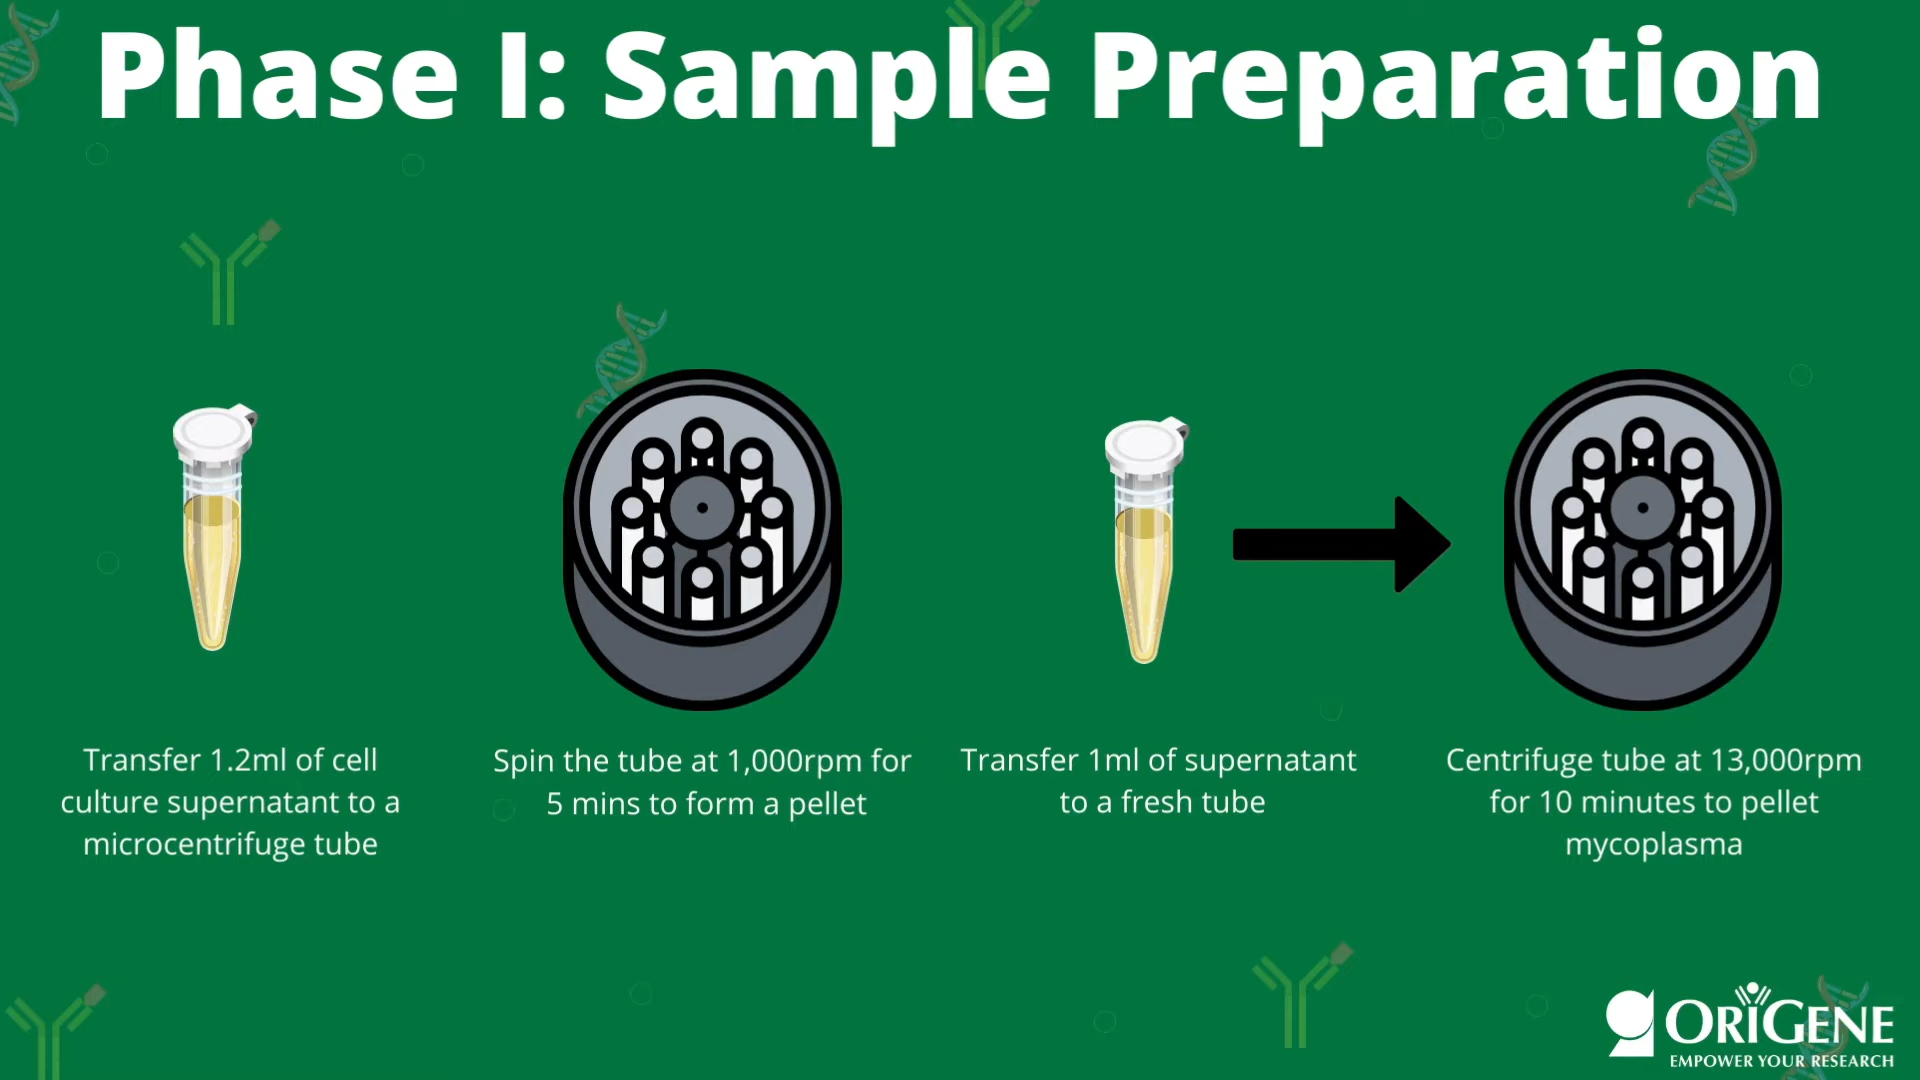 Phase I: Sample Preparation
Transfer 1.2ml of cell
culture supernatant to a
microcentrifuge tube
Spin the tube at 1,000rpm for
5 mins to form a pellet
Transfer 1ml of supernatant
to a fresh tube
Centrifuge tube at 13,000rpm
for 10 minutes to pellet
mycoplasma
ORIGENE
EMPOWER YOUR RESEARCH